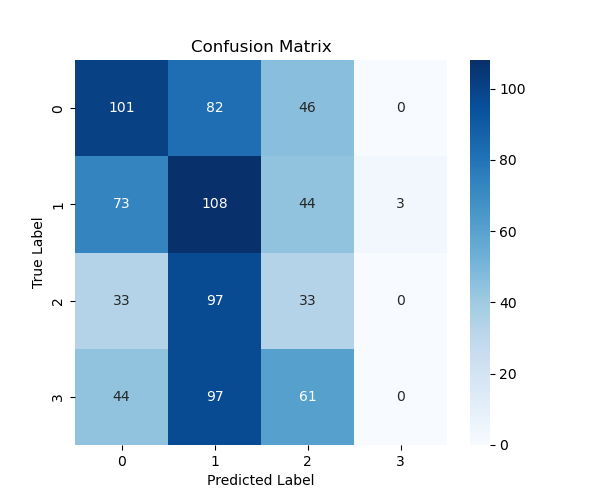 Confusion Matrix
True Label
0 101 82 46 0
1 73 108 44 3
2 33 97 33 0
3 44 97 61 0
0 1 2 3
Predicted Label
100
80
60
40
20
0